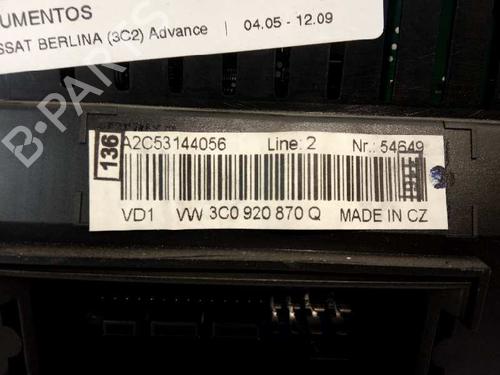 UMENTOS
SSAT BERLINA (3C2) Advance | 04.05 - 12.09
136
A2C53144056 Line: 2 Nr.: 54649
VD1 VW 3C0 920 870 Q MADE IN CZ
B-PARTS